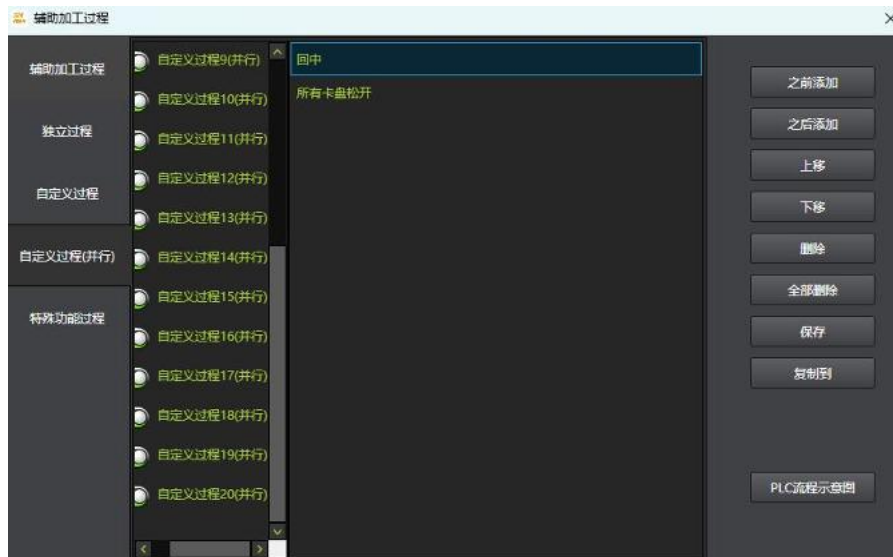 辅助加工过程
辅助加工过程
独立过程
自定义过程
自定义过程(并行)
特殊功能过程
自定义过程9(并行)
自定义过程10(并行)
自定义过程11(并行)
自定义过程12(并行)
自定义过程13(并行)
自定义过程14(并行)
自定义过程15(并行)
自定义过程16(并行)
自定义过程17(并行)
自定义过程18(并行)
自定义过程19(并行)
自定义过程20(并行)
回中
所有卡盘松开
之前添加
之后添加
上移
下移
删除
全部删除
保存
复制到
PLC流程示意图